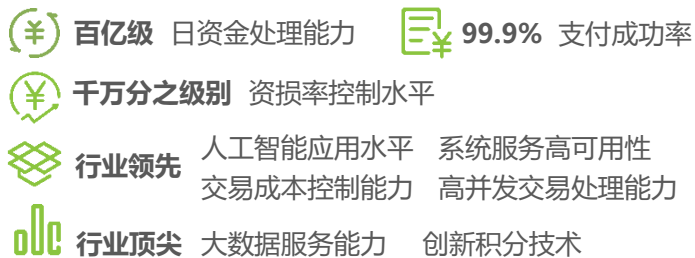 百亿级 日资金处理能力 99.9% 支付成功率
千万分之级别 资损率控制水平
行业领先
人工智能应用水平 系统服务高可用性
交易成本控制能力 高并发交易处理能力
行业顶尖 大数据服务能力 创新积分技术